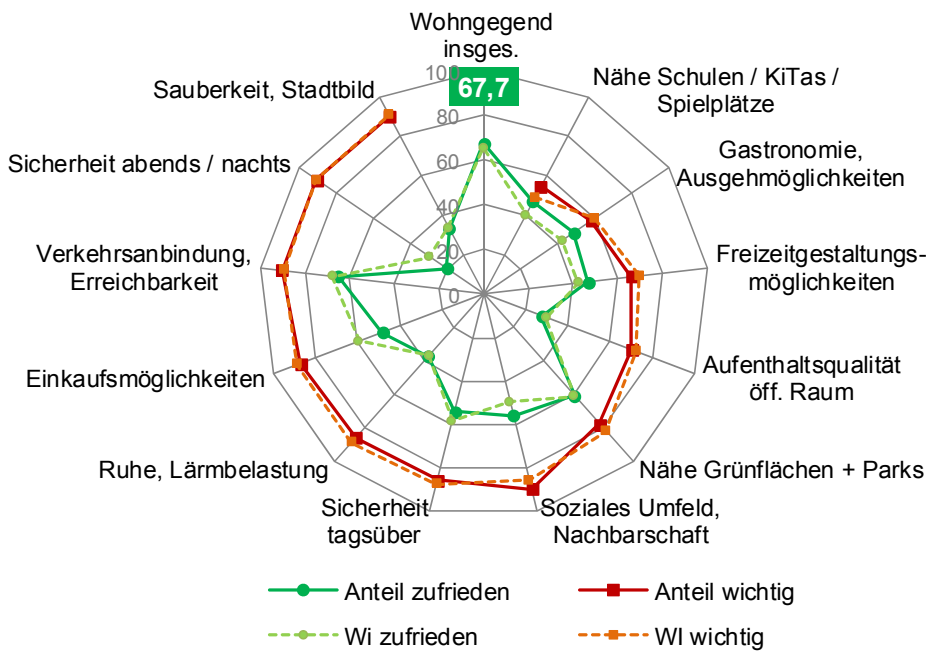 Wohngegend
insges.
67,7
100
80
60
40
20
0
Nähe Schulen / KiTas /
Spielplätze
Gastronomie,
Ausgehmöglichkeiten
Freizeitgestaltungs-
möglichkeiten
Aufenthaltsqualität
öff. Raum
Nähe Grünflächen + Parks
Soziales Umfeld,
Nachbarschaft
Sicherheit
tagsüber
Ruhe, Lärmbelastung
Einkaufsmöglichkeiten
Verkehrsanbindung,
Erreichbarkeit
Sicherheit abends / nachts
Sauberkeit, Stadtbild
Anteil zufrieden
Anteil wichtig
Wi zufrieden
WI wichtig